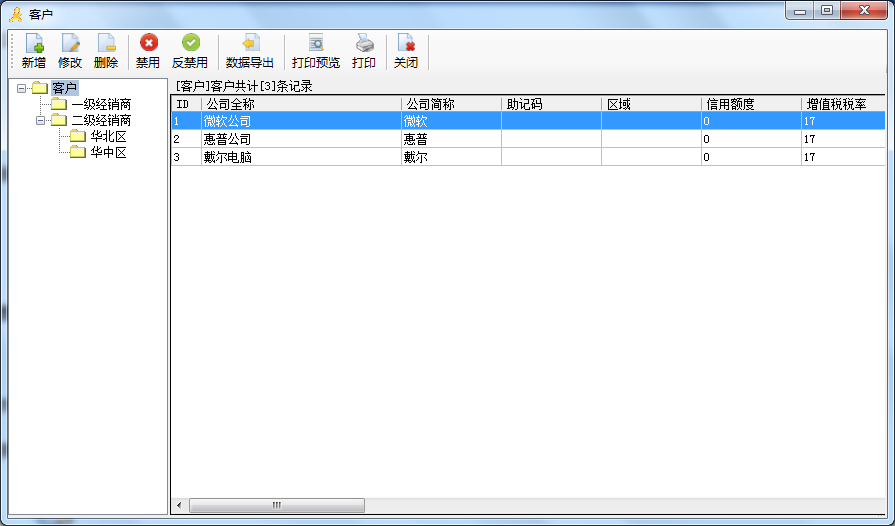 客户
新增 修改 删除 禁用 反禁用 数据导出 打印预览 打印 关闭
客户
一级经销商
二级经销商
华北区
华中区
[客户]客户共计[3]条记录
ID 公司全称 公司简称 助记码 区域 信用额度 增值税税率
1 微软公司 微软 0 17
2 惠普公司 惠普 0 17
3 戴尔电脑 戴尔 0 17